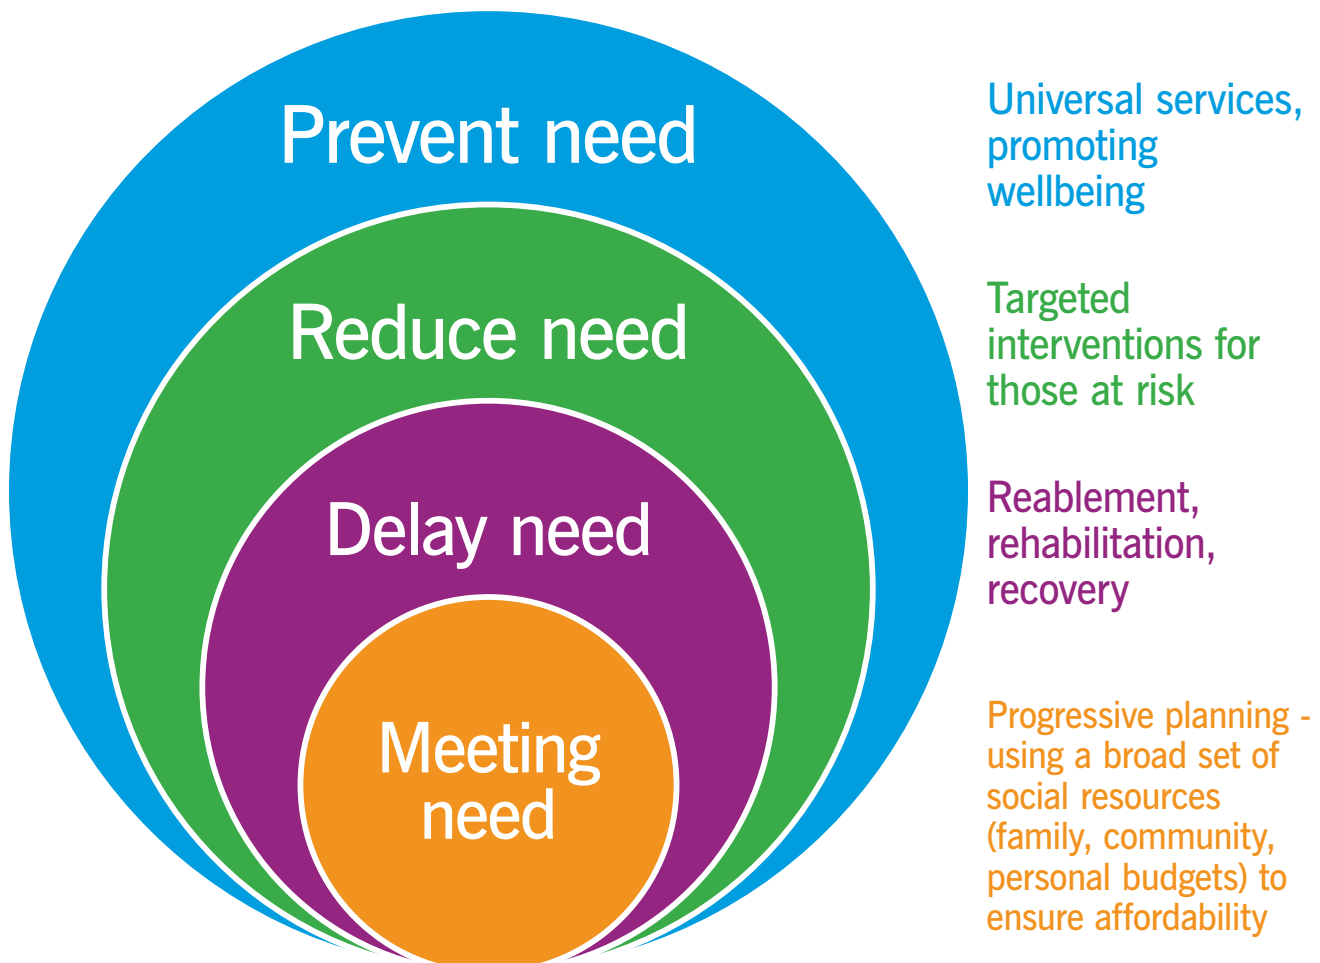 Prevent need
Universal services,
promoting
wellbeing
Reduce need
Targeted
interventions for
those at risk
Delay need
Reablement,
rehabilitation,
recovery
Meeting
need
Progressive planning -
using a broad set of
social resources
(family, community,
personal budgets) to
ensure affordability